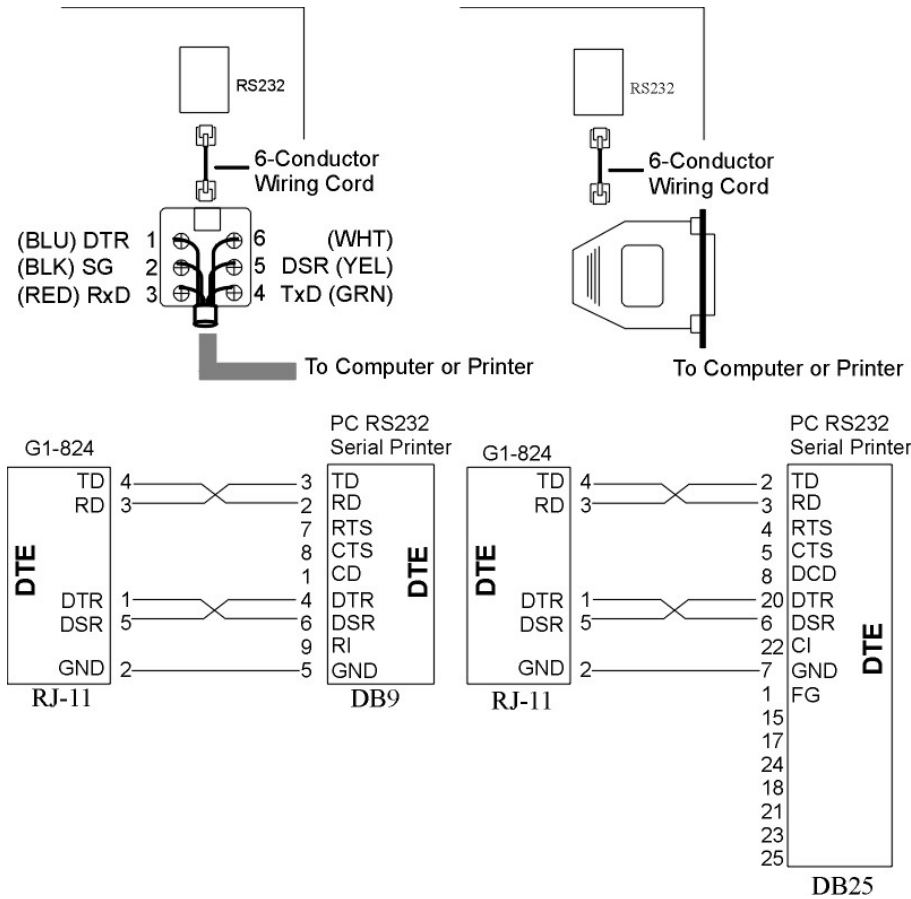 RS232
6-Conductor
Wiring Cord
(BLU) DTR 1 6 (WHT)
(BLK) SG 2 5 DSR (YEL)
(RED) RxD 3 4 TxD (GRN)
To Computer or Printer
RS232
6-Conductor
Wiring Cord
To Computer or Printer
G1-824
PC RS232
Serial Printer
TD 4 3 TD
RD 3 2 RD
7 RTS
8 CTS
1 CD
DTE
DTE
DTR 1 4 DTR
DSR 5 6 DSR
9 RI
GND 2 5 GND
RJ-11
DB9
G1-824
PC RS232
Serial Printer
TD 4 2 TD
RD 3 3 RD
4 RTS
5 CTS
8 DCD
DTE
DTR 1 20 DTR
DSR 5 6 DSR
22 CI
DTE
GND 2 7 GND
1 FG
15
17
24
18
21
23
25
RJ-11
DB25